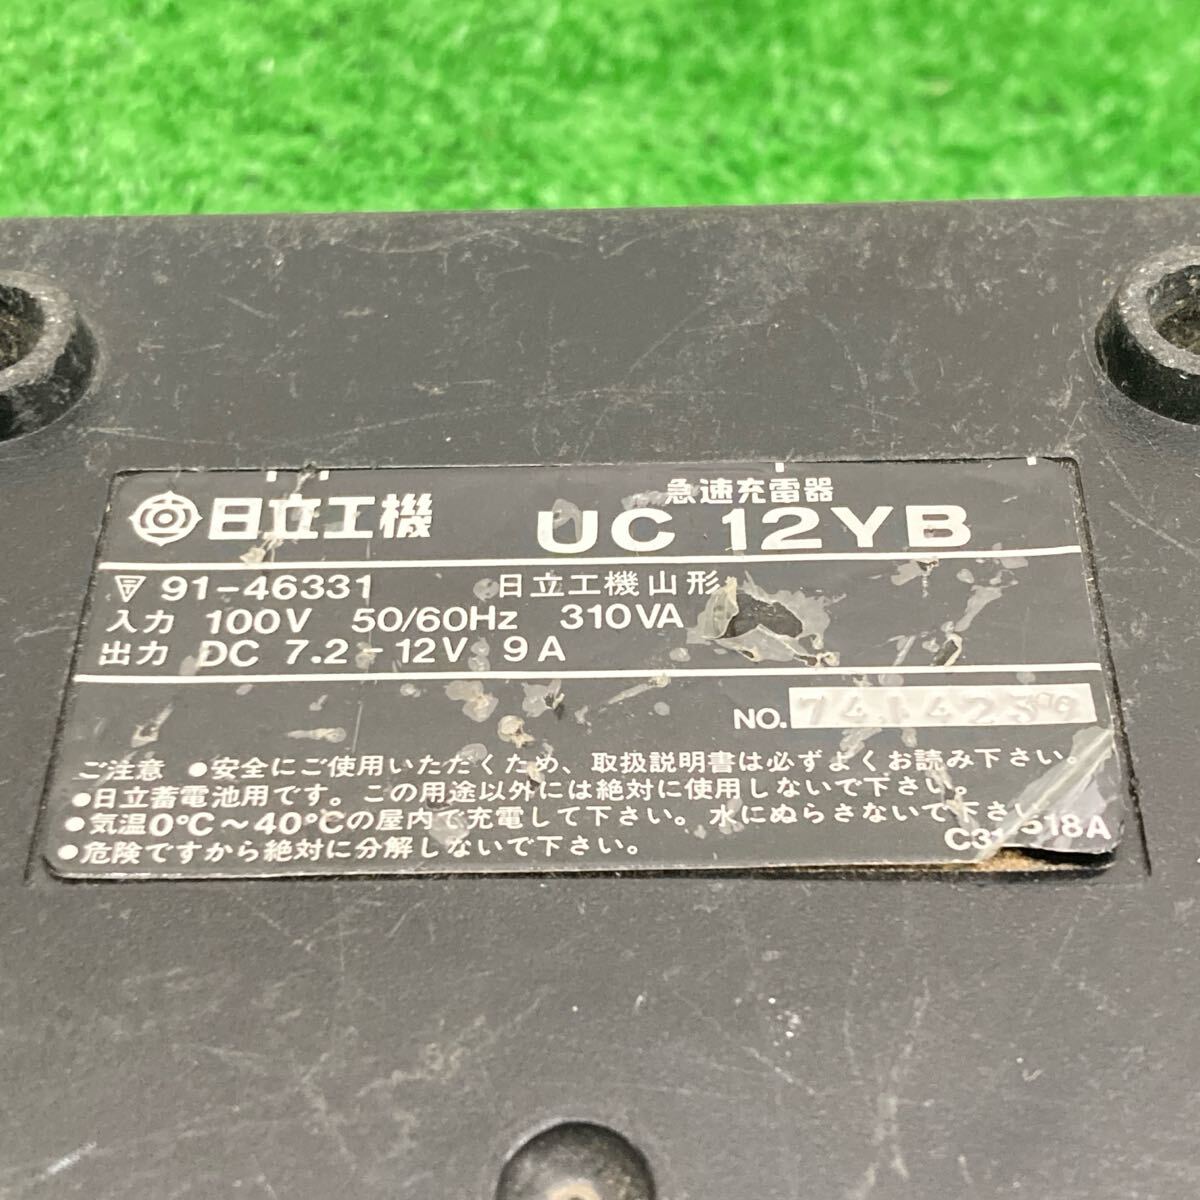 日立工機 急速充電器
UC 12YB
〒 91-46331 日立工機山形
入力 100V 50/60Hz 310VA
出力 DC 7.2-12V 9A
NO.
ご注意 ●安全にご使用いただくため、取扱説明書は必ずよくお読み下さい。
●日立蓄電池用です。この用途以外には絶対に使用しないで下さい。
●気温0℃～40℃の屋内で充電して下さい。水にぬらさないで下さい
●危険ですから絶対に分解しないで下さい。
C31 518A